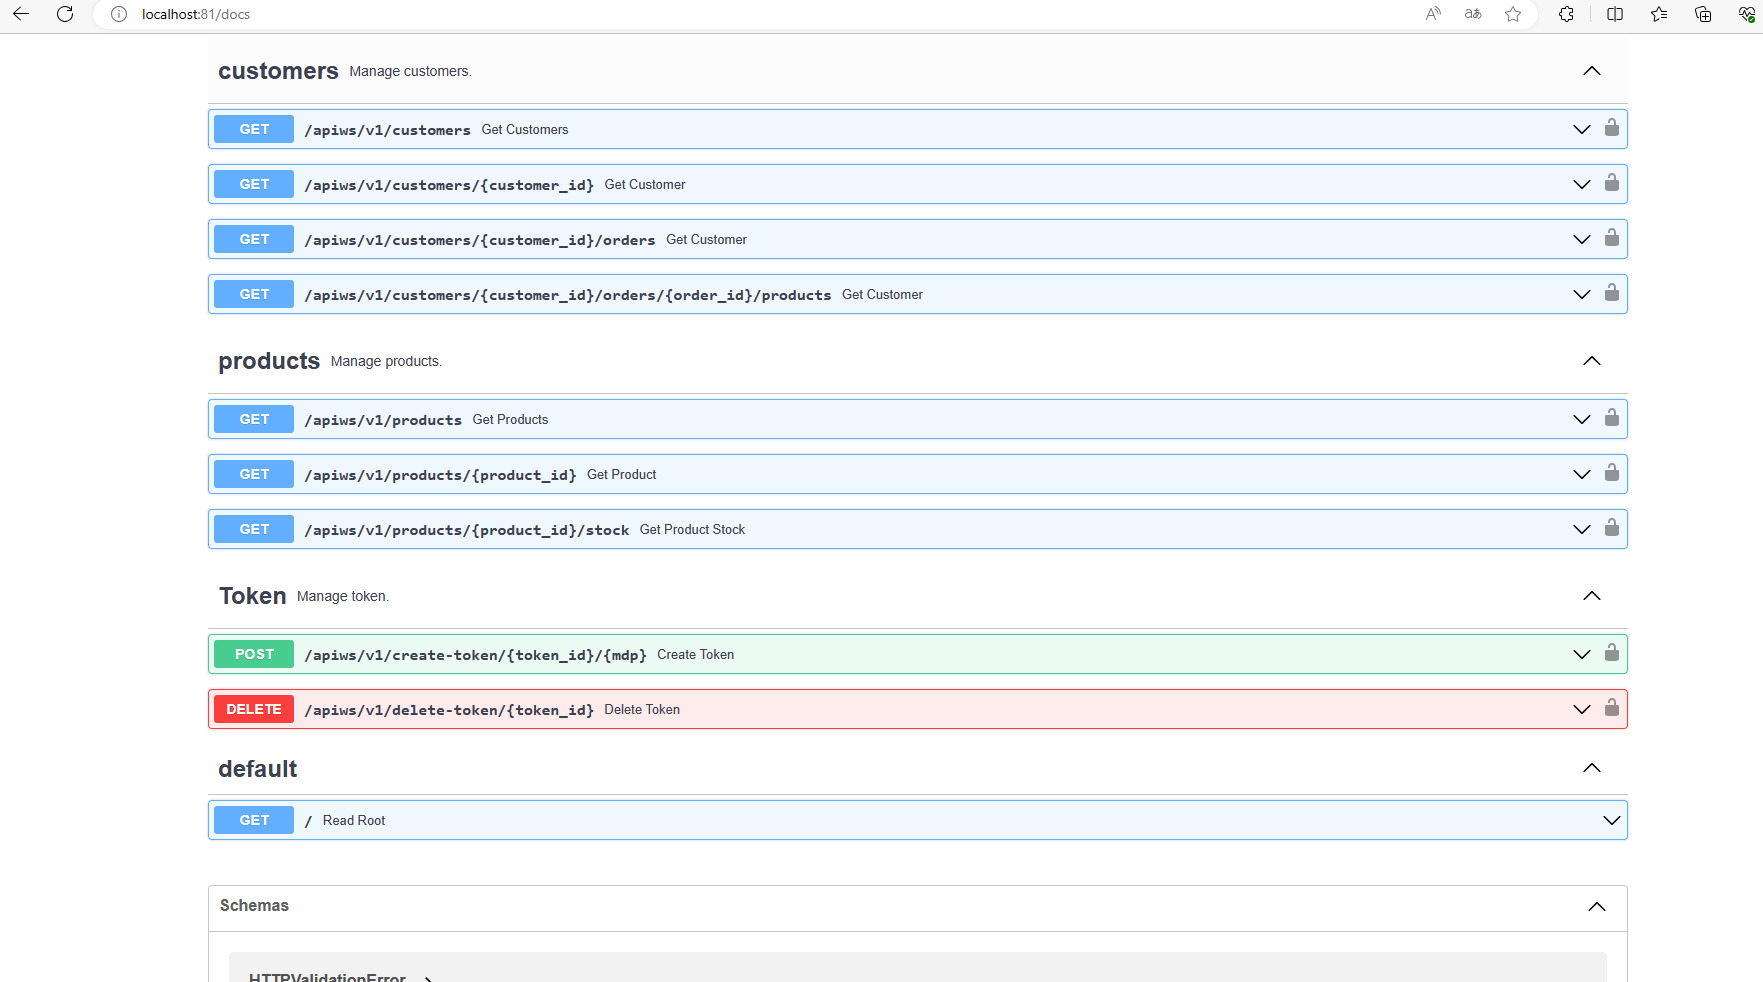 localhost:81/docs
customers Manage customers.
GET /apiws/v1/customers Get Customers
GET /apiws/v1/customers/{customer_id} Get Customer
GET /apiws/v1/customers/{customer_id}/orders Get Customer
GET /apiws/v1/customers/{customer_id}/orders/{order_id}/products Get Customer
products Manage products.
GET /apiws/v1/products Get Products
GET /apiws/v1/products/{product_id} Get Product
GET /apiws/v1/products/{product_id}/stock Get Product Stock
Token Manage token.
POST /apiws/v1/create-token/{token_id}/{mdp} Create Token
DELETE /apiws/v1/delete-token/{token_id} Delete Token
default
GET / Read Root
Schemas
HTTPValidationError